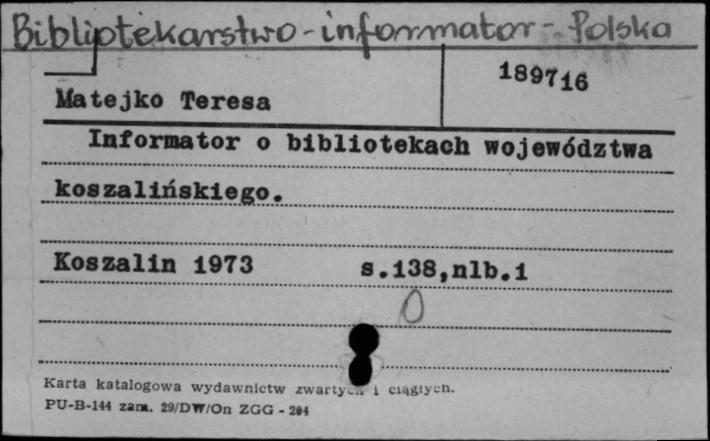 Bibliotekarstwo - informator - Polska
189716
Matejko Teresa
Informator o bibliotekach województwa
koszalińskiego.
Koszalin 1973 s.138,nlb.1
0
Karta katalogowa wydawnictw zwartych i ciągłych.
PU-B-144 zam. 29/DW/On ZGG - 204